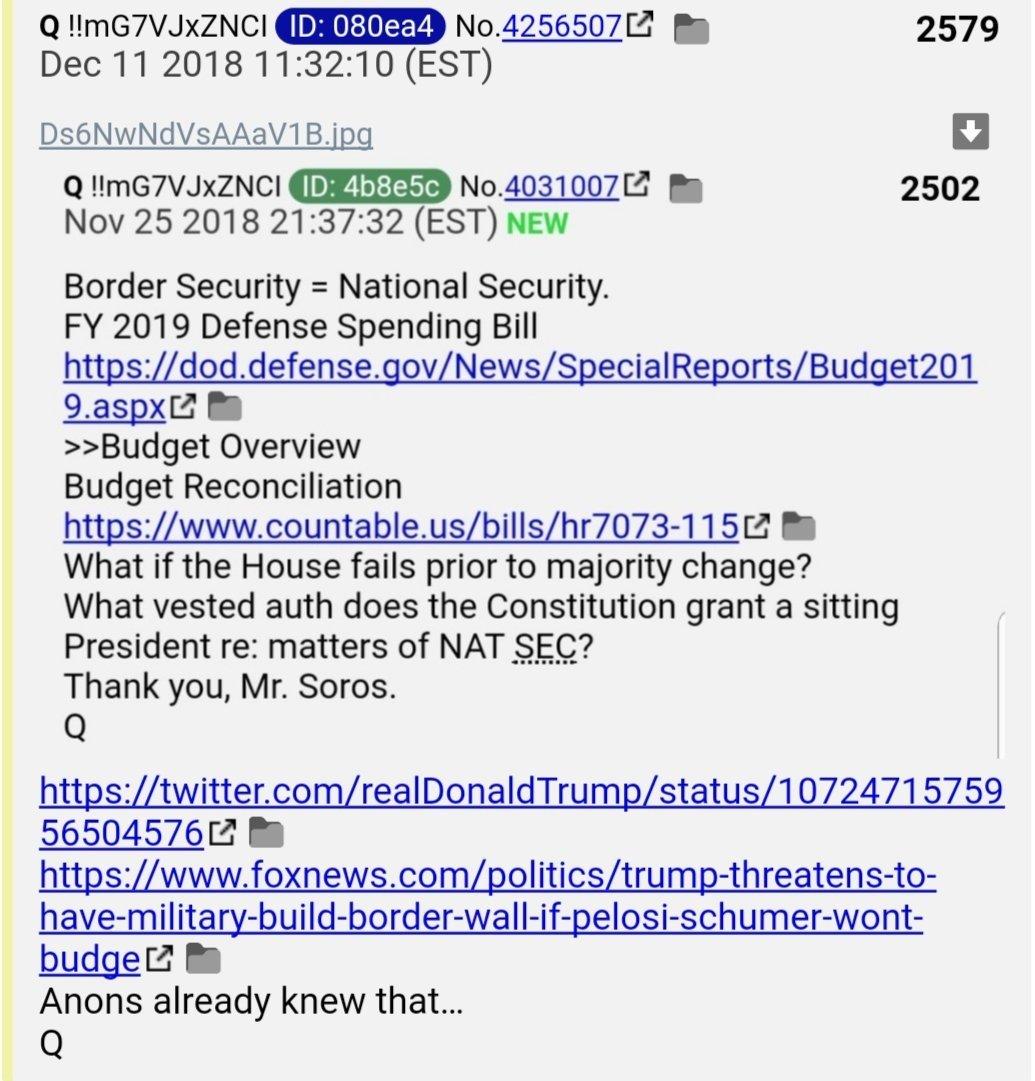 Q !!mG7VJxZNCI ID: 080ea4 No.4256507 2579
Dec 11 2018 11:32:10 (EST)
Ds6NwNdVsAAaV1B.jpg
Q !!mG7VJxZNCI ID: 4b8e5c No.4031007 2502
Nov 25 2018 21:37:32 (EST) NEW
Border Security = National Security.
FY 2019 Defense Spending Bill
https://dod.defense.gov/News/SpecialReports/Budget201
9.aspx
>>Budget Overview
Budget Reconciliation
https://www.countable.us/bills/hr7073-115
What if the House fails prior to majority change?
What vested auth does the Constitution grant a sitting
President re: matters of NAT SEC?
Thank you, Mr. Soros.
Q
https://twitter.com/realDonaldTrump/status/10724715759
56504576
https://www.foxnews.com/politics/trump-threatens-to-
have-military-build-border-wall-if-pelosi-schumer-wont-
budge
Anons already knew that…
Q